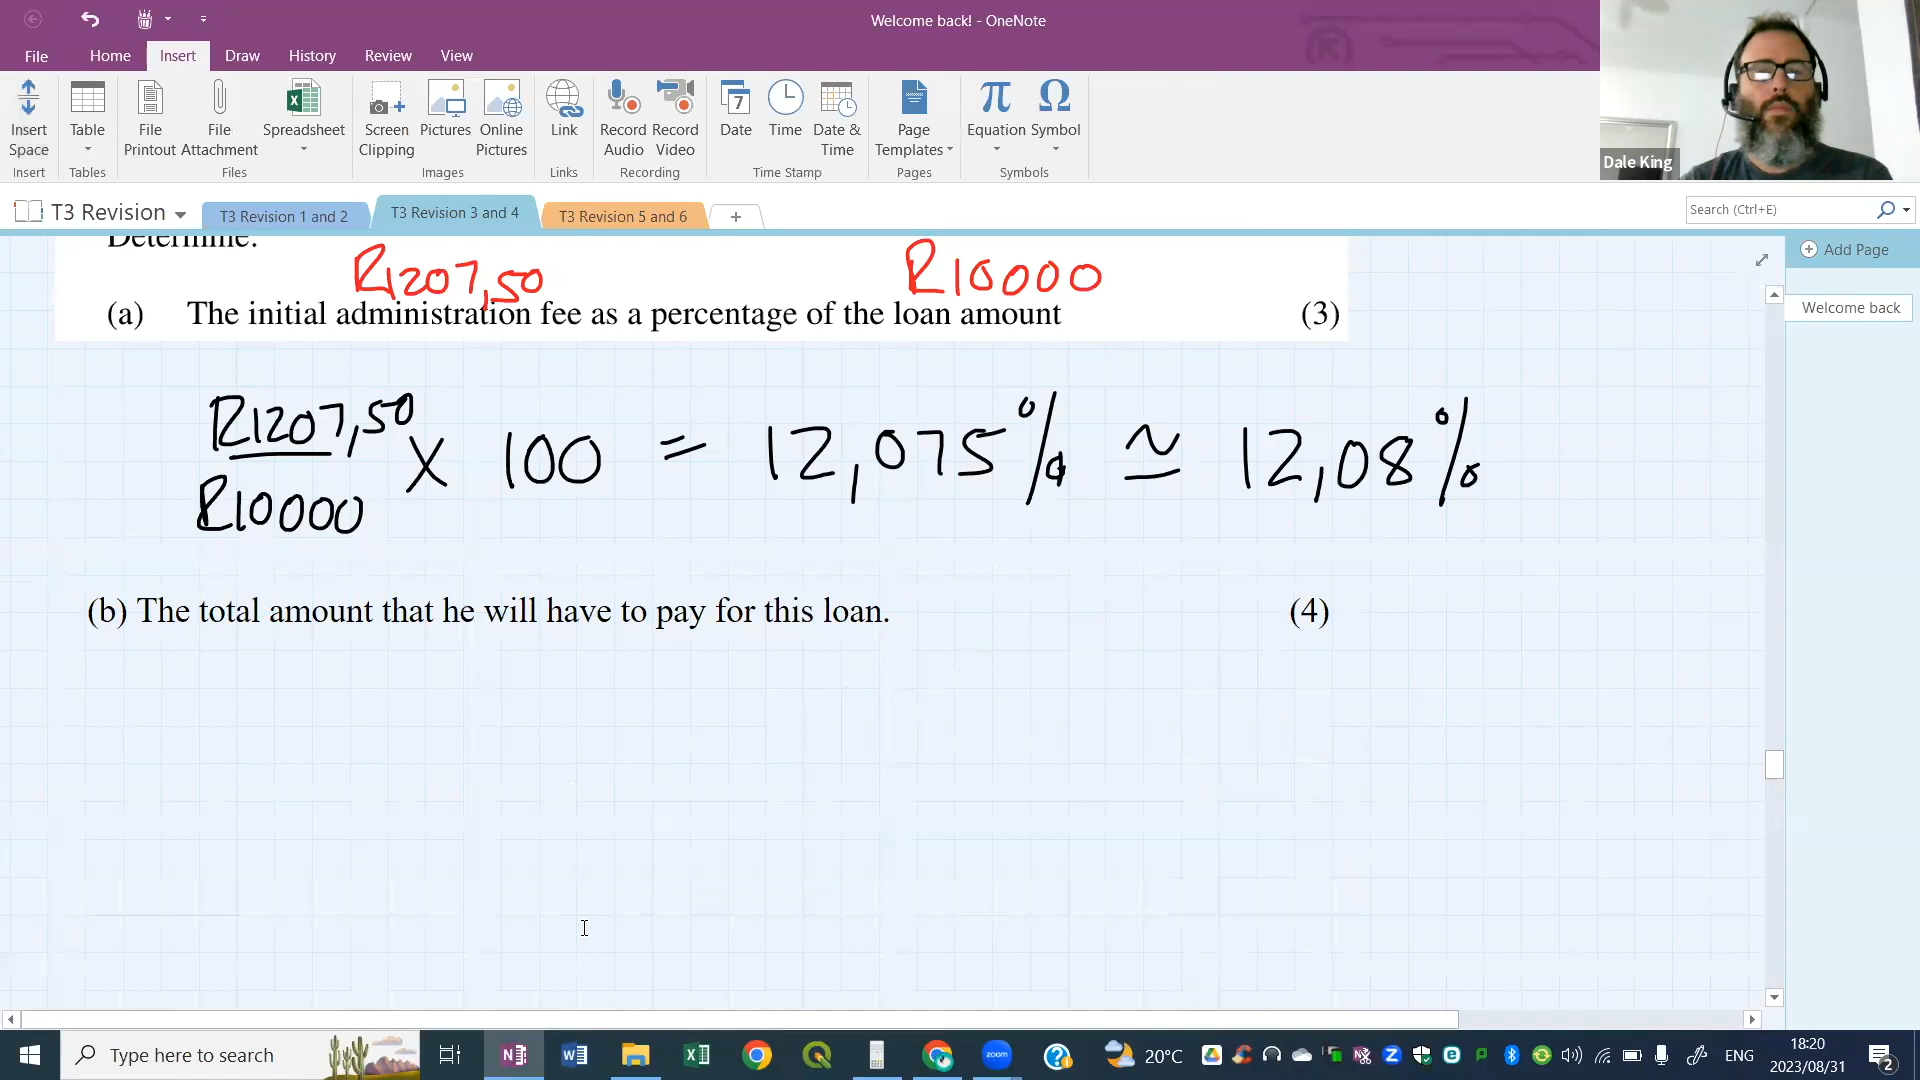 Welcome back! - OneNote
File Home Insert Draw History Review View
Insert Space
Table
File Printout
File Attachment
Spreadsheet
Screen Clipping
Pictures
Online Pictures
Link
Record Audio
Record Video
Date
Time
Date & Time
Page Templates
π Equation
Ω Symbol
Insert Tables Files Images Links Recording Time Stamp Pages Symbols
Dale King
T3 Revision T3 Revision 1 and 2 T3 Revision 3 and 4 T3 Revision 5 and 6 +
Search (Ctrl+E)
Add Page
Welcome back
Determine:
R1207,50 R10000
(a) The initial administration fee as a percentage of the loan amount (3)
R1207,50
R10000
× 100 = 12,075% ≃ 12,08%
(b) The total amount that he will have to pay for this loan. (4)
Type here to search
zoom
20°C
ENG
18:20
2023/08/31
2